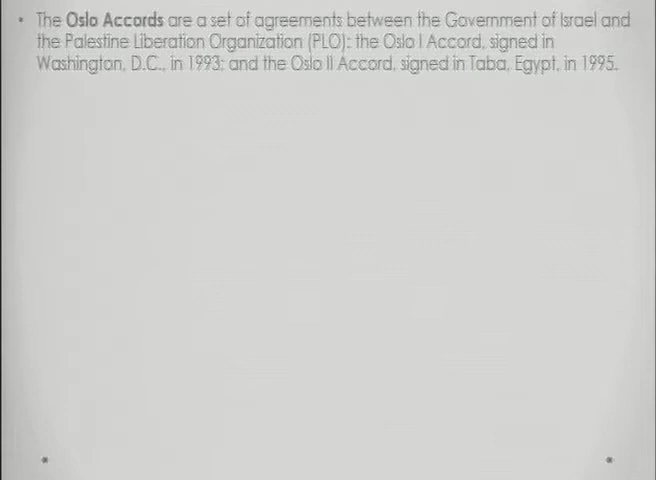 • The Oslo Accords are a set of agreements between the Government of Israel and
the Palestine Liberation Organization (PLO): the Oslo I Accord, signed in
Washington, D.C., in 1993; and the Oslo II Accord, signed in Taba, Egypt, in 1995.